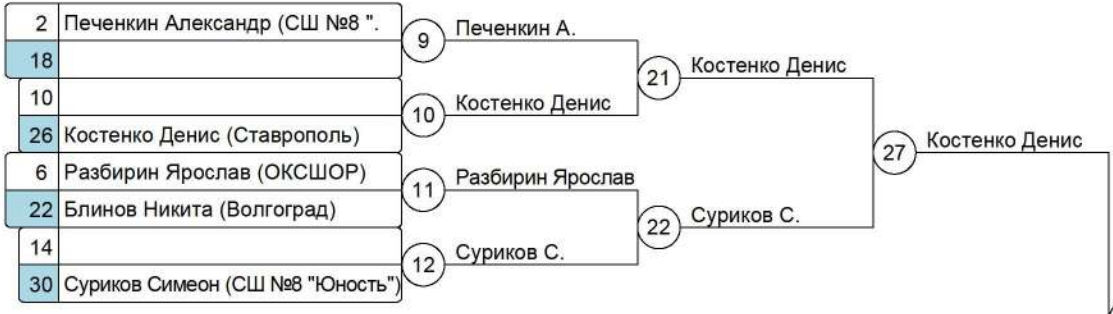 2 Печенкин Александр (СШ №8 ".
18
9 Печенкин А.
10
26 Костенко Денис (Ставрополь)
10 Костенко Денис
21 Костенко Денис
6 Разбирин Ярослав (ОКСШОР)
22 Блинов Никита (Волгоград)
11 Разбирин Ярослав
14
30 Суриков Симеон (СШ №8 "Юность")
12 Суриков С.
22 Суриков С.
27 Костенко Денис